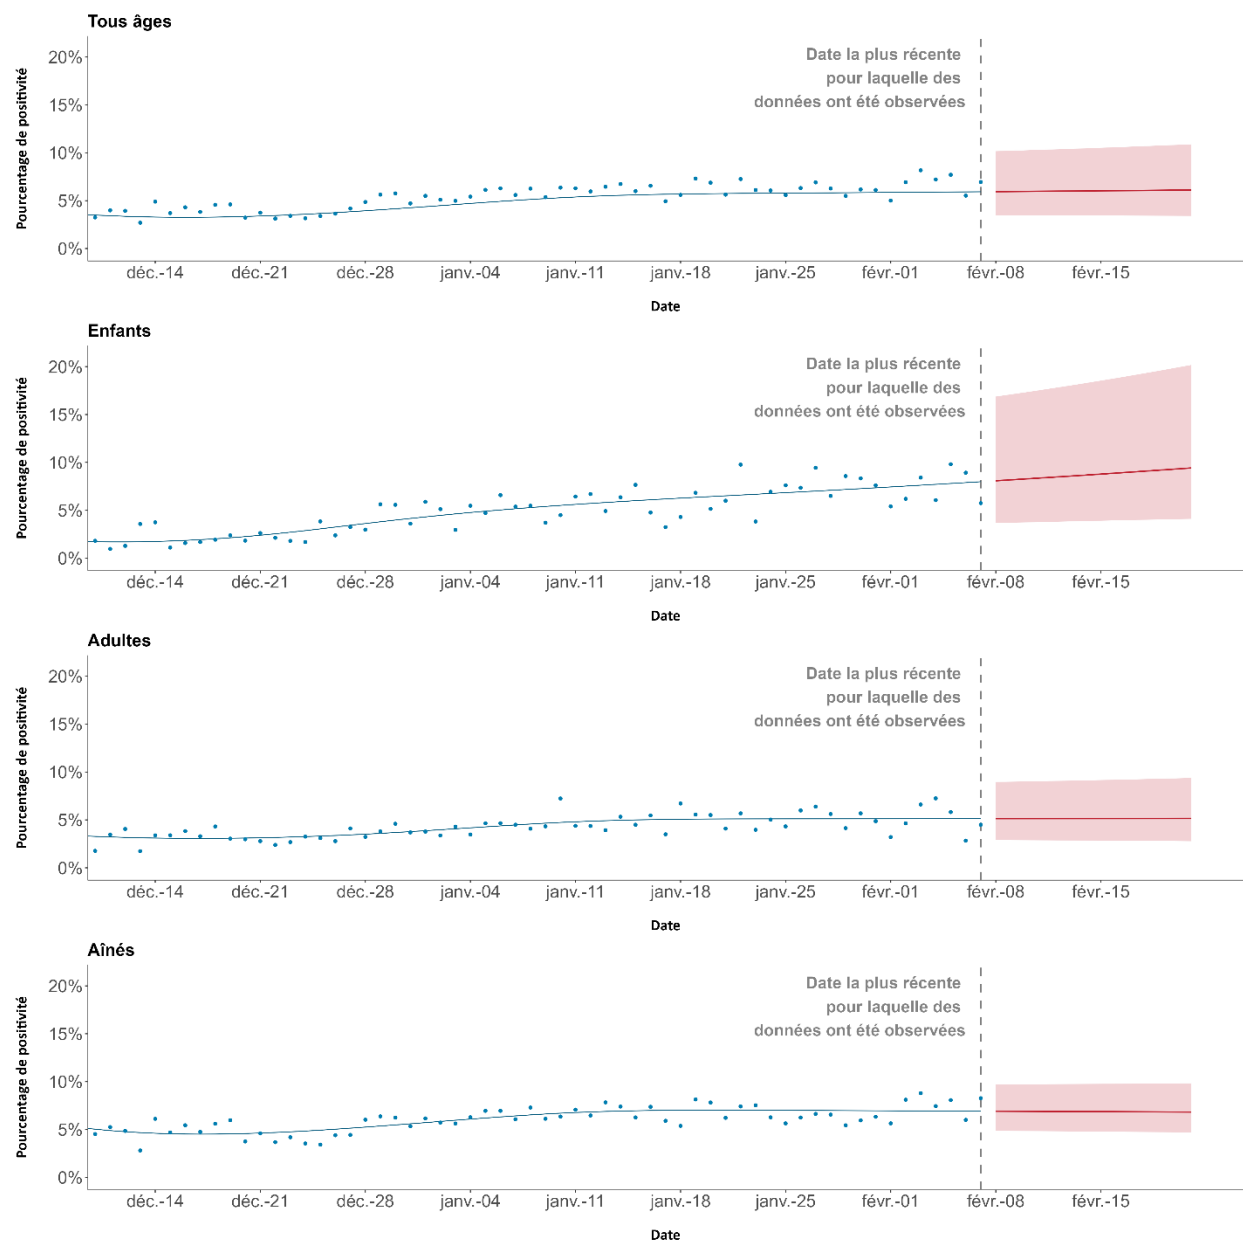 Tous âges
Pourcentage de positivité
20%
15%
10%
5%
0%
Date la plus récente
pour laquelle des
données ont été observées
déc.-14 déc.-21 déc.-28 janv.-04 janv.-11 janv.-18 janv.-25 févr.-01 févr.-08 févr.-15
Date
Enfants
Pourcentage de positivité
20%
15%
10%
5%
0%
Date la plus récente
pour laquelle des
données ont été observées
déc.-14 déc.-21 déc.-28 janv.-04 janv.-11 janv.-18 janv.-25 févr.-01 févr.-08 févr.-15
Date
Adultes
Pourcentage de positivité
20%
15%
10%
5%
0%
Date la plus récente
pour laquelle des
données ont été observées
déc.-14 déc.-21 déc.-28 janv.-04 janv.-11 janv.-18 janv.-25 févr.-01 févr.-08 févr.-15
Date
Aînés
Pourcentage de positivité
20%
15%
10%
5%
0%
Date la plus récente
pour laquelle des
données ont été observées
déc.-14 déc.-21 déc.-28 janv.-04 janv.-11 janv.-18 janv.-25 févr.-01 févr.-08 févr.-15
Date